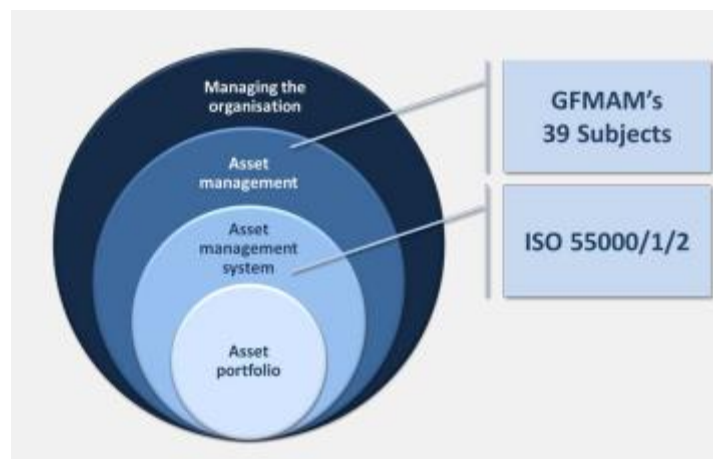 Managing the
organisation
Asset
management
Asset
management
system
Asset
portfolio
GFMAM's
39 Subjects
ISO 55000/1/2